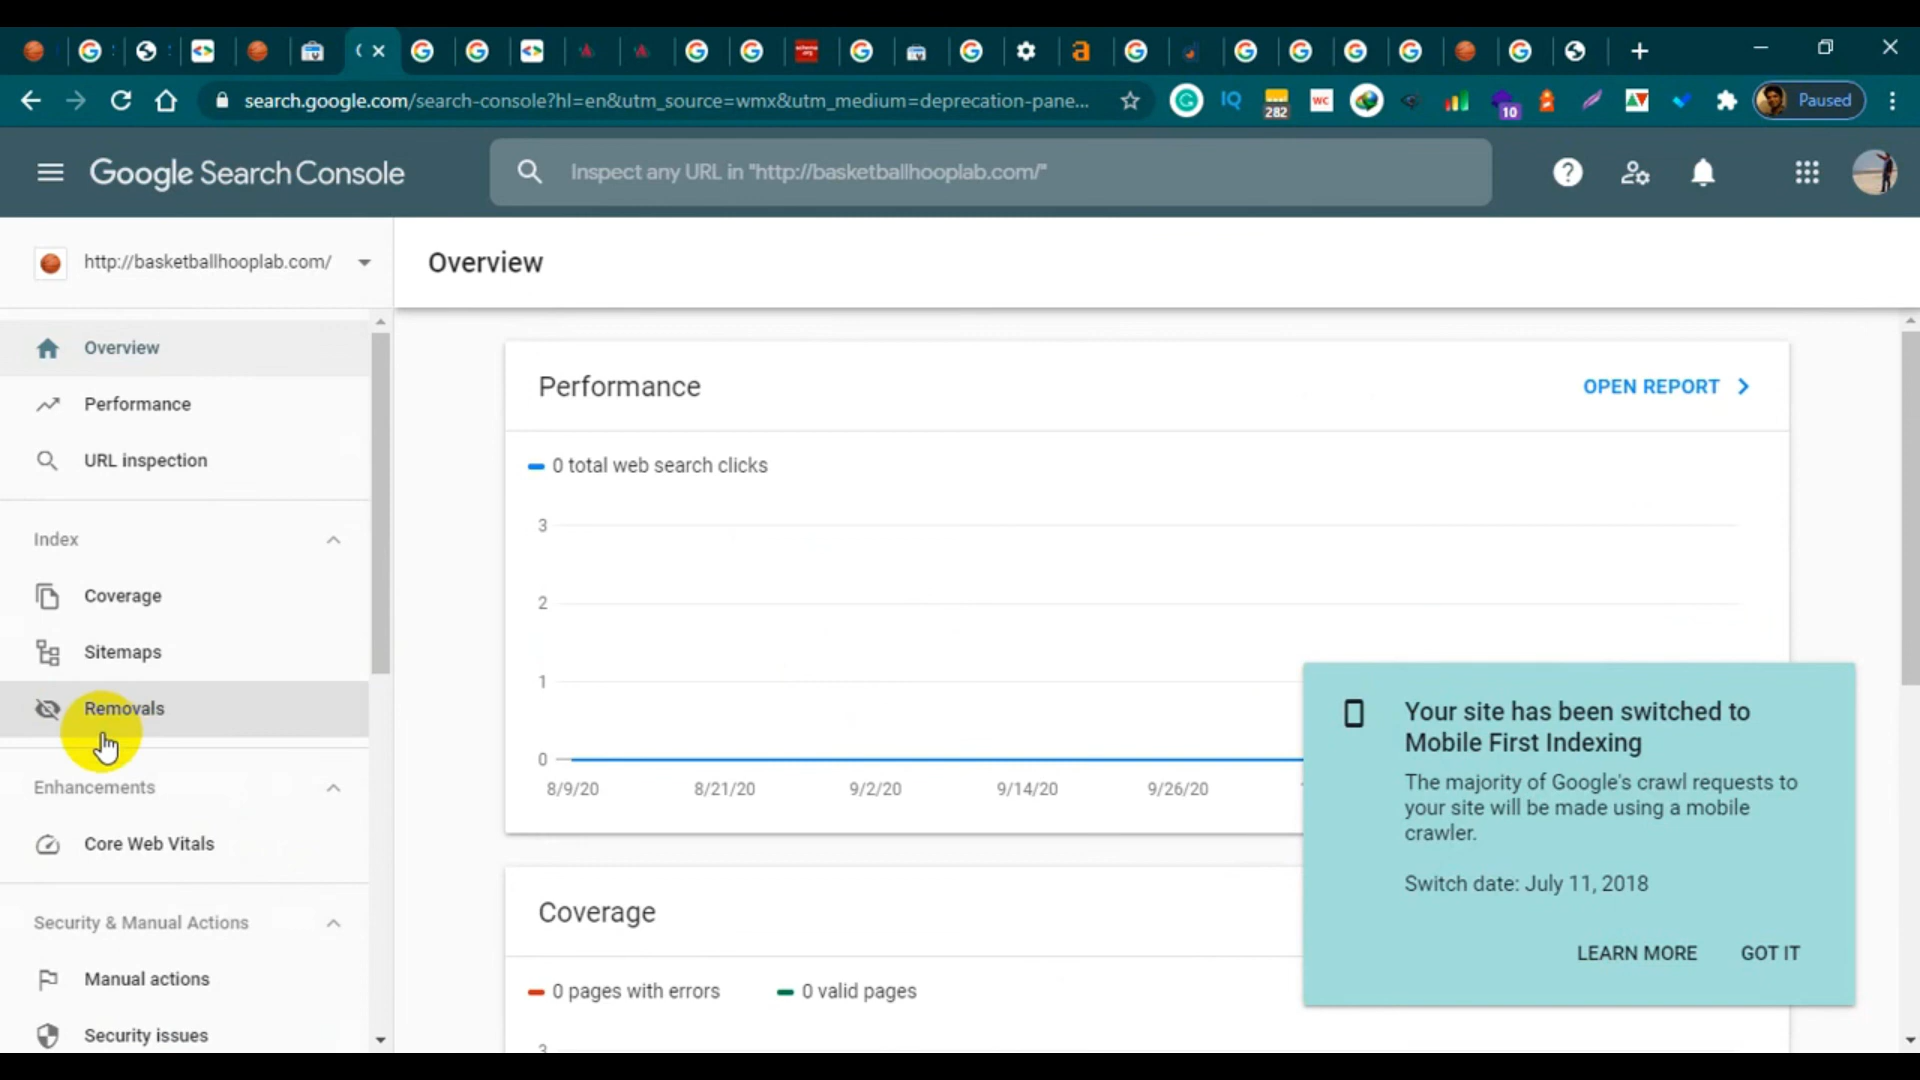 search.google.com/search-console?hl=en&utm_source=wmx&utm_medium=deprecation-pane...
282
WC
10
Paused
Google Search Console
Inspect any URL in "http://basketballhooplab.com/"
http://basketballhooplab.com/
Overview
Overview
Performance
URL inspection
Index
Coverage
Sitemaps
Removals
Enhancements
Core Web Vitals
Security & Manual Actions
Manual actions
Security issues
Performance
OPEN REPORT
0 total web search clicks
3
2
1
0
8/9/20
8/21/20
9/2/20
9/14/20
9/26/20
Coverage
0 pages with errors
0 valid pages
3
Your site has been switched to
Mobile First Indexing
The majority of Google's crawl requests to
your site will be made using a mobile
crawler.
Switch date: July 11, 2018
LEARN MORE
GOT IT